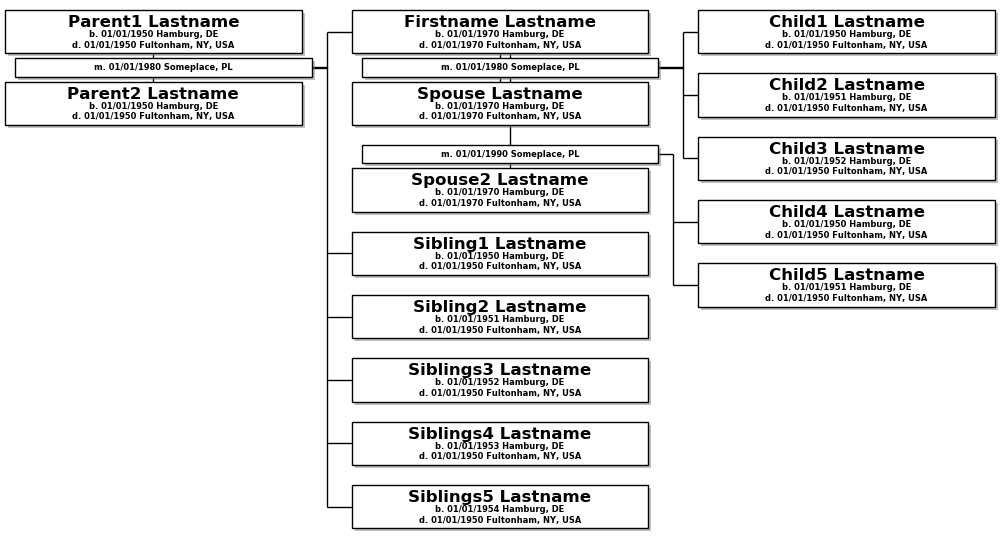 Parent1 Lastname
b. 01/01/1950 Hamburg, DE
d. 01/01/1950 Fultonham, NY, USA
m. 01/01/1980 Someplace, PL
Parent2 Lastname
b. 01/01/1950 Hamburg, DE
d. 01/01/1950 Fultonham, NY, USA
Firstname Lastname
b. 01/01/1970 Hamburg, DE
d. 01/01/1970 Fultonham, NY, USA
m. 01/01/1980 Someplace, PL
Spouse Lastname
b. 01/01/1970 Hamburg, DE
d. 01/01/1970 Fultonham, NY, USA
m. 01/01/1990 Someplace, PL
Spouse2 Lastname
b. 01/01/1970 Hamburg, DE
d. 01/01/1970 Fultonham, NY, USA
Sibling1 Lastname
b. 01/01/1950 Hamburg, DE
d. 01/01/1950 Fultonham, NY, USA
Sibling2 Lastname
b. 01/01/1951 Hamburg, DE
d. 01/01/1950 Fultonham, NY, USA
Siblings3 Lastname
b. 01/01/1952 Hamburg, DE
d. 01/01/1950 Fultonham, NY, USA
Siblings4 Lastname
b. 01/01/1953 Hamburg, DE
d. 01/01/1950 Fultonham, NY, USA
Siblings5 Lastname
b. 01/01/1954 Hamburg, DE
d. 01/01/1950 Fultonham, NY, USA
Child1 Lastname
b. 01/01/1950 Hamburg, DE
d. 01/01/1950 Fultonham, NY, USA
Child2 Lastname
b. 01/01/1951 Hamburg, DE
d. 01/01/1950 Fultonham, NY, USA
Child3 Lastname
b. 01/01/1952 Hamburg, DE
d. 01/01/1950 Fultonham, NY, USA
Child4 Lastname
b. 01/01/1950 Hamburg, DE
d. 01/01/1950 Fultonham, NY, USA
Child5 Lastname
b. 01/01/1951 Hamburg, DE
d. 01/01/1950 Fultonham, NY, USA